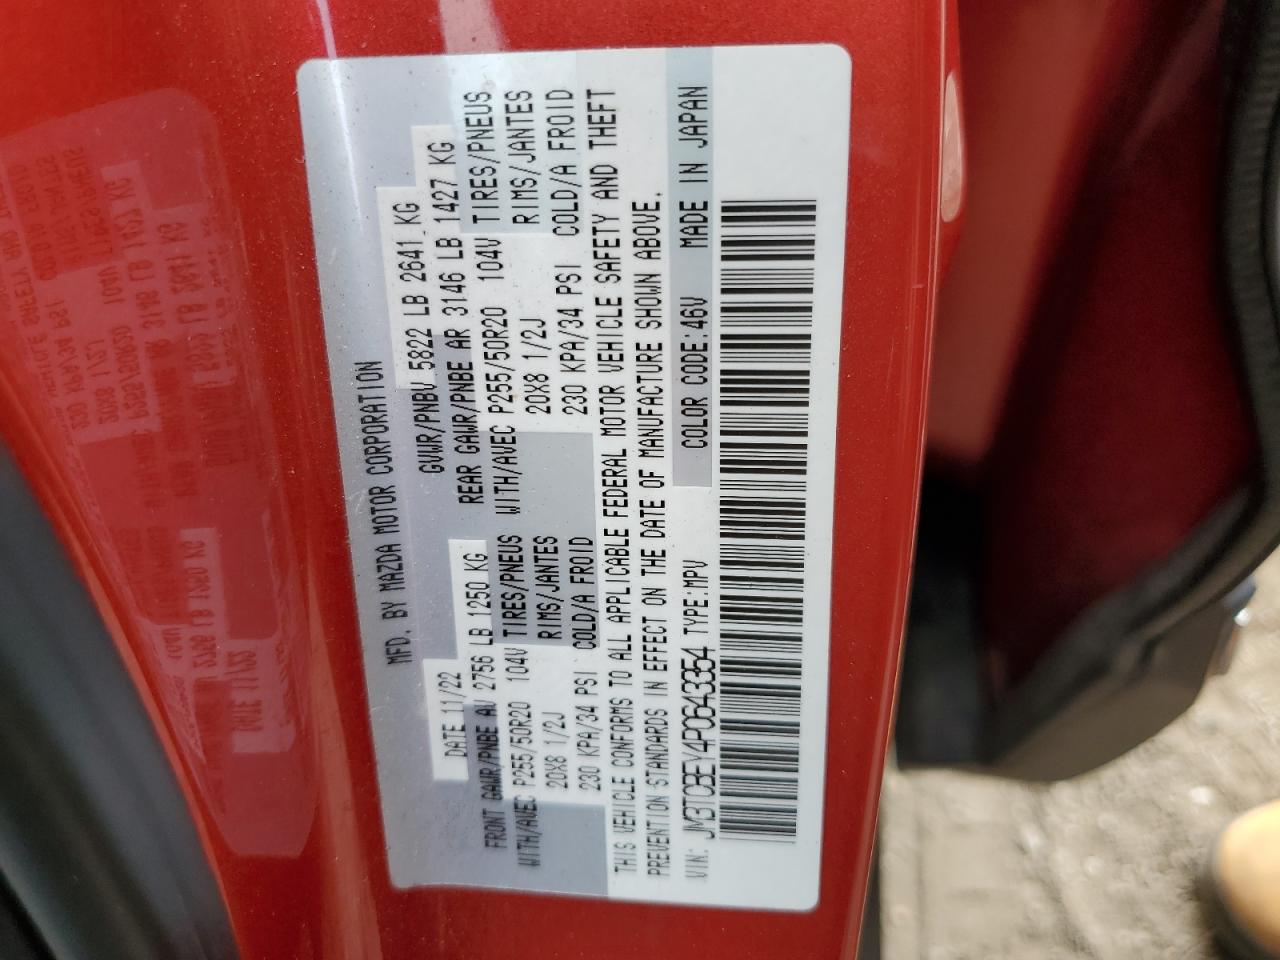 MFD. BY MAZDA MOTOR CORPORATION
DATE 11/22 GVWR/PNBV 5822 LB 2641 KG
FRONT GAWR/PNBE AV 2756 LB 1250 KG REAR GAWR/PNBE AR 3146 LB 1427 KG
WITH/AVEC P255/50R20 104V TIRES/PNEUS WITH/AVEC P255/50R20 104V TIRES/PNEUS
20X8 1/2J RIMS/JANTES 20X8 1/2J RIMS/JANTES
230 KPA/34 PSI COLD/A FROID 230 KPA/34 PSI COLD/A FROID
THIS VEHICLE CONFORMS TO ALL APPLICABLE FEDERAL MOTOR VEHICLE SAFETY AND THEFT
PREVENTION STANDARDS IN EFFECT ON THE DATE OF MANUFACTURE SHOWN ABOVE.
VIN: JM3TCBEY4P0643354 TYPE:MPV COLOR CODE:46V MADE IN JAPAN